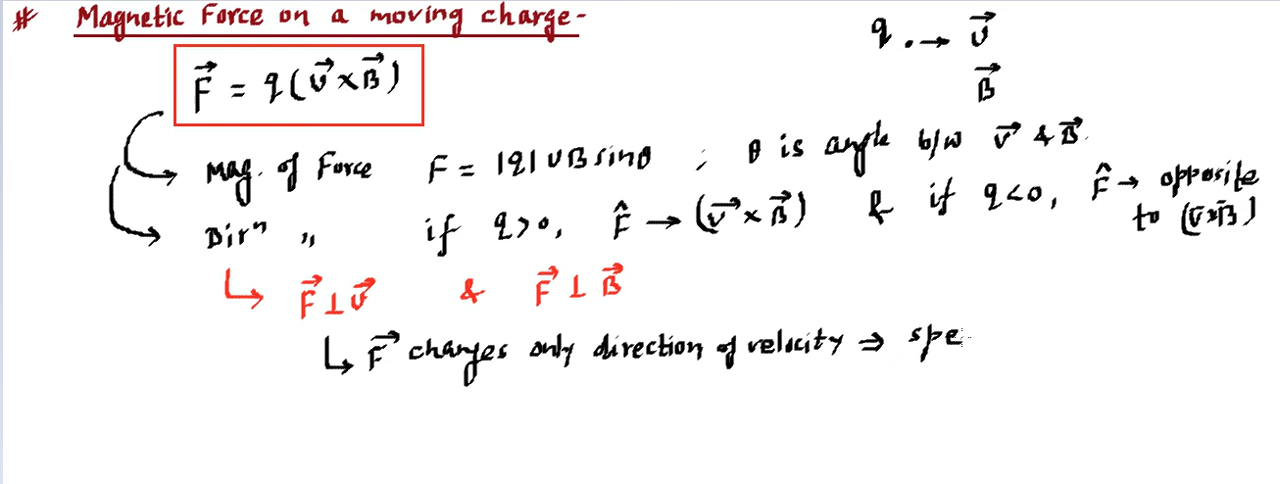 # Magnetic Force on a moving charge-
q . → v⃗
B⃗
F⃗ = q(v⃗ × B⃗)
Mag. of Force F = |q|vB sinθ ; θ is angle b/w v⃗ & B⃗.
Dirⁿ " if q>0, F̂ → (v⃗ × B⃗) & if q<0, F̂ → opposite
to (v⃗×B⃗)
↳ F⃗ ⊥ v⃗ & F⃗ ⊥ B⃗
↳ F⃗ changes only direction of velocity ⇒ spe